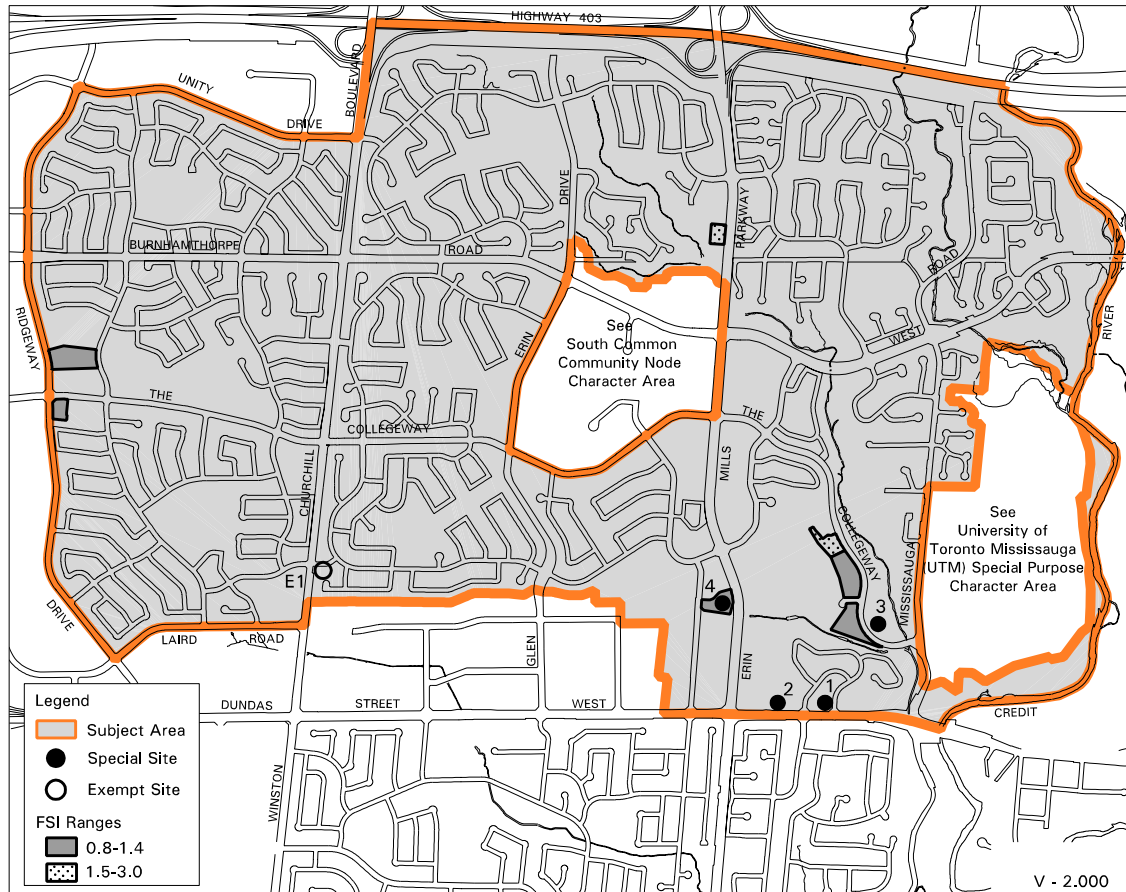 HIGHWAY 403
UNITY
DRIVE
BOULEVARD
DRIVE
PARKWAY
BURNHAMTHORPE
ROAD
ROAD
WEST
RIVER
RIDGEWAY
ERIN
See
South Common
Community Node
Character Area
THE
COLLEGEWAY
THE
COLLEGEWAY
MILLS
CHURCHILL
MISSISSAUGA
See
University of
Toronto Mississauga
(UTM) Special Purpose
Character Area
E1
4
3
DRIVE
LAIRD
ROAD
GLEN
ERIN
2
1
DUNDAS
STREET
WEST
CREDIT
WINSTON
Legend
Subject Area
Special Site
Exempt Site
FSI Ranges
0.8-1.4
1.5-3.0
V - 2.000